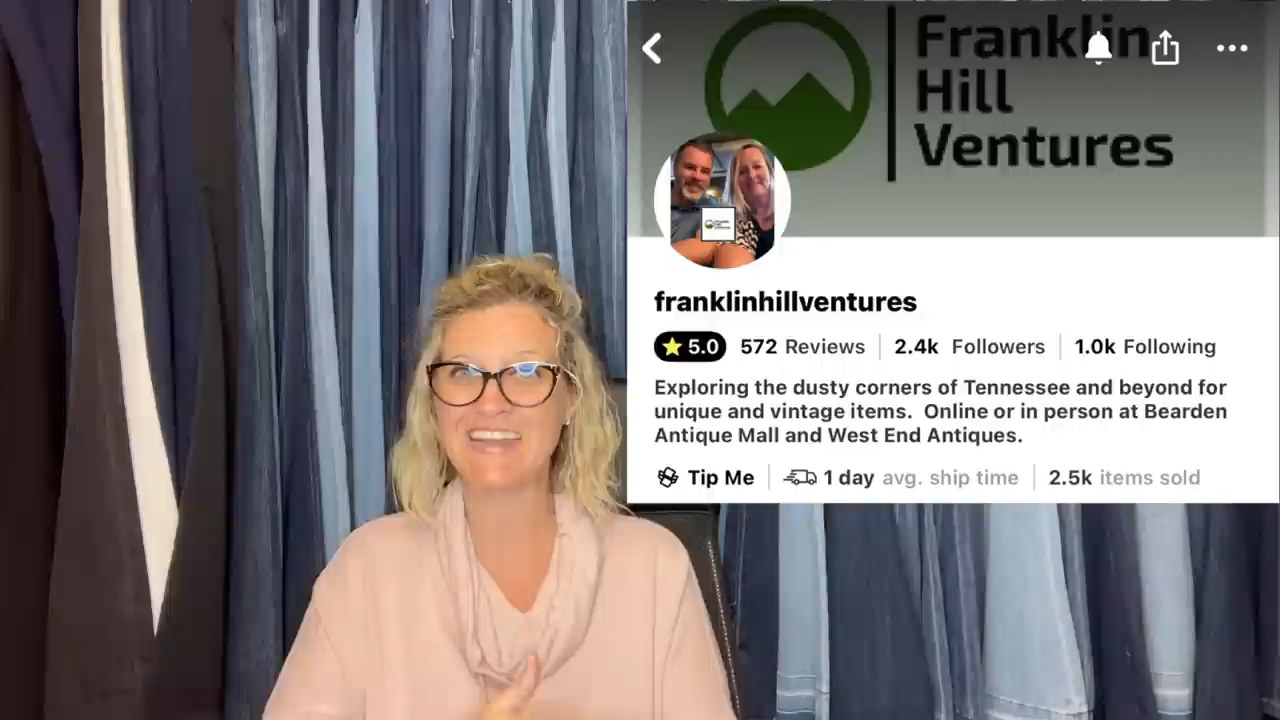 Franklin
Hill
Ventures
franklinhillventures
5.0 572 Reviews 2.4k Followers 1.0k Following
Exploring the dusty corners of Tennessee and beyond for
unique and vintage items. Online or in person at Bearden
Antique Mall and West End Antiques.
Tip Me 1 day avg. ship time 2.5k items sold